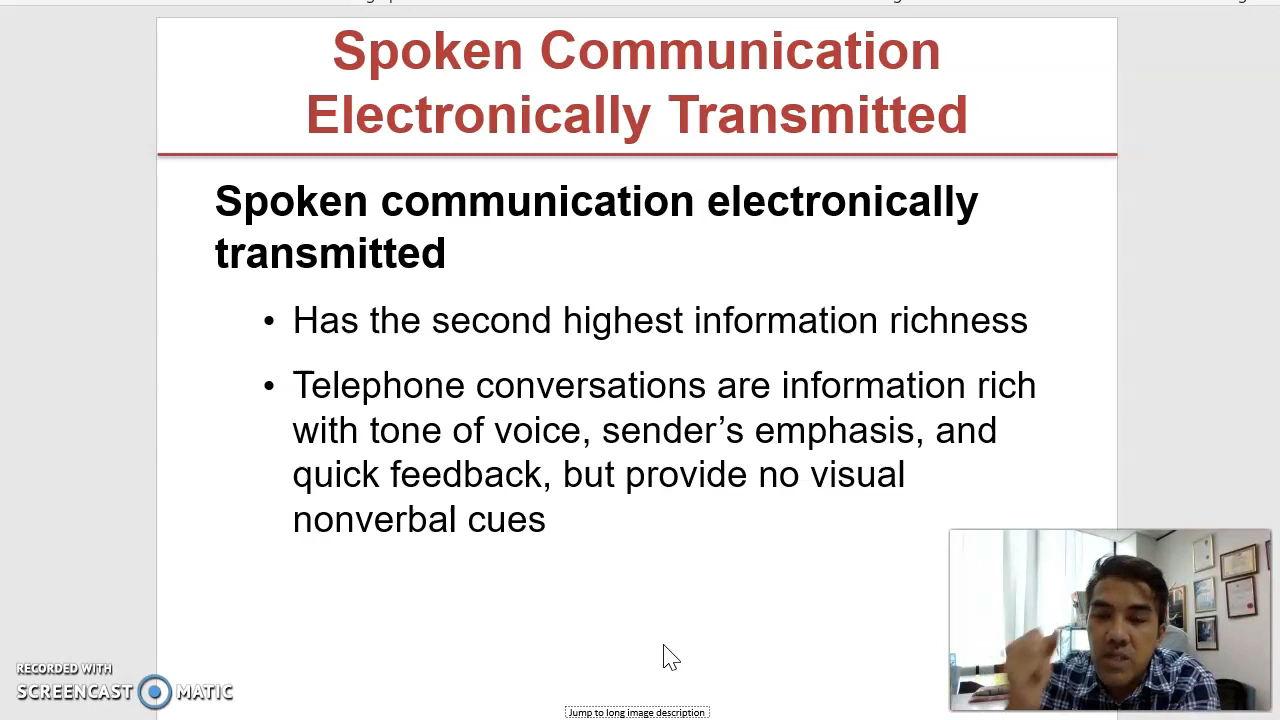 Spoken Communication
Electronically Transmitted
Spoken communication electronically
transmitted
• Has the second highest information richness
• Telephone conversations are information rich
with tone of voice, sender’s emphasis, and
quick feedback, but provide no visual
nonverbal cues
RECORDED WITH
SCREENCAST MATIC
Jump to long image description